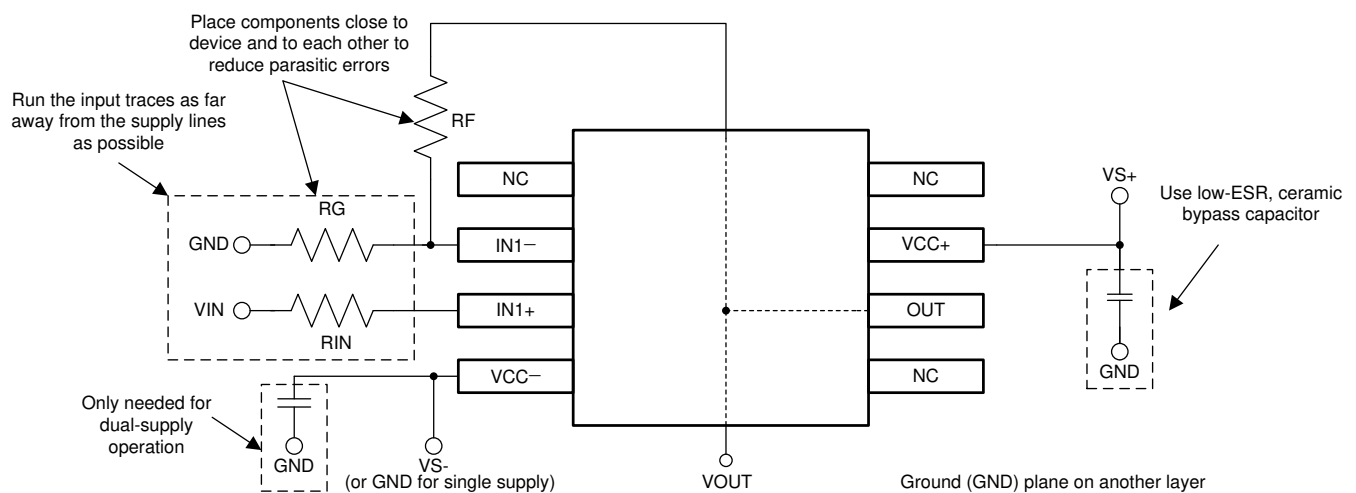 Place components close to
device and to each other to
reduce parasitic errors
Run the input traces as far
away from the supply lines
as possible
RF
NC
NC
VS+
Use low-ESR, ceramic
bypass capacitor
RG
GND
IN1−
VCC+
VIN
IN1+
OUT
RIN
GND
VCC−
NC
Only needed for
dual-supply
operation
GND
VS-
(or GND for single supply)
VOUT
Ground (GND) plane on another layer